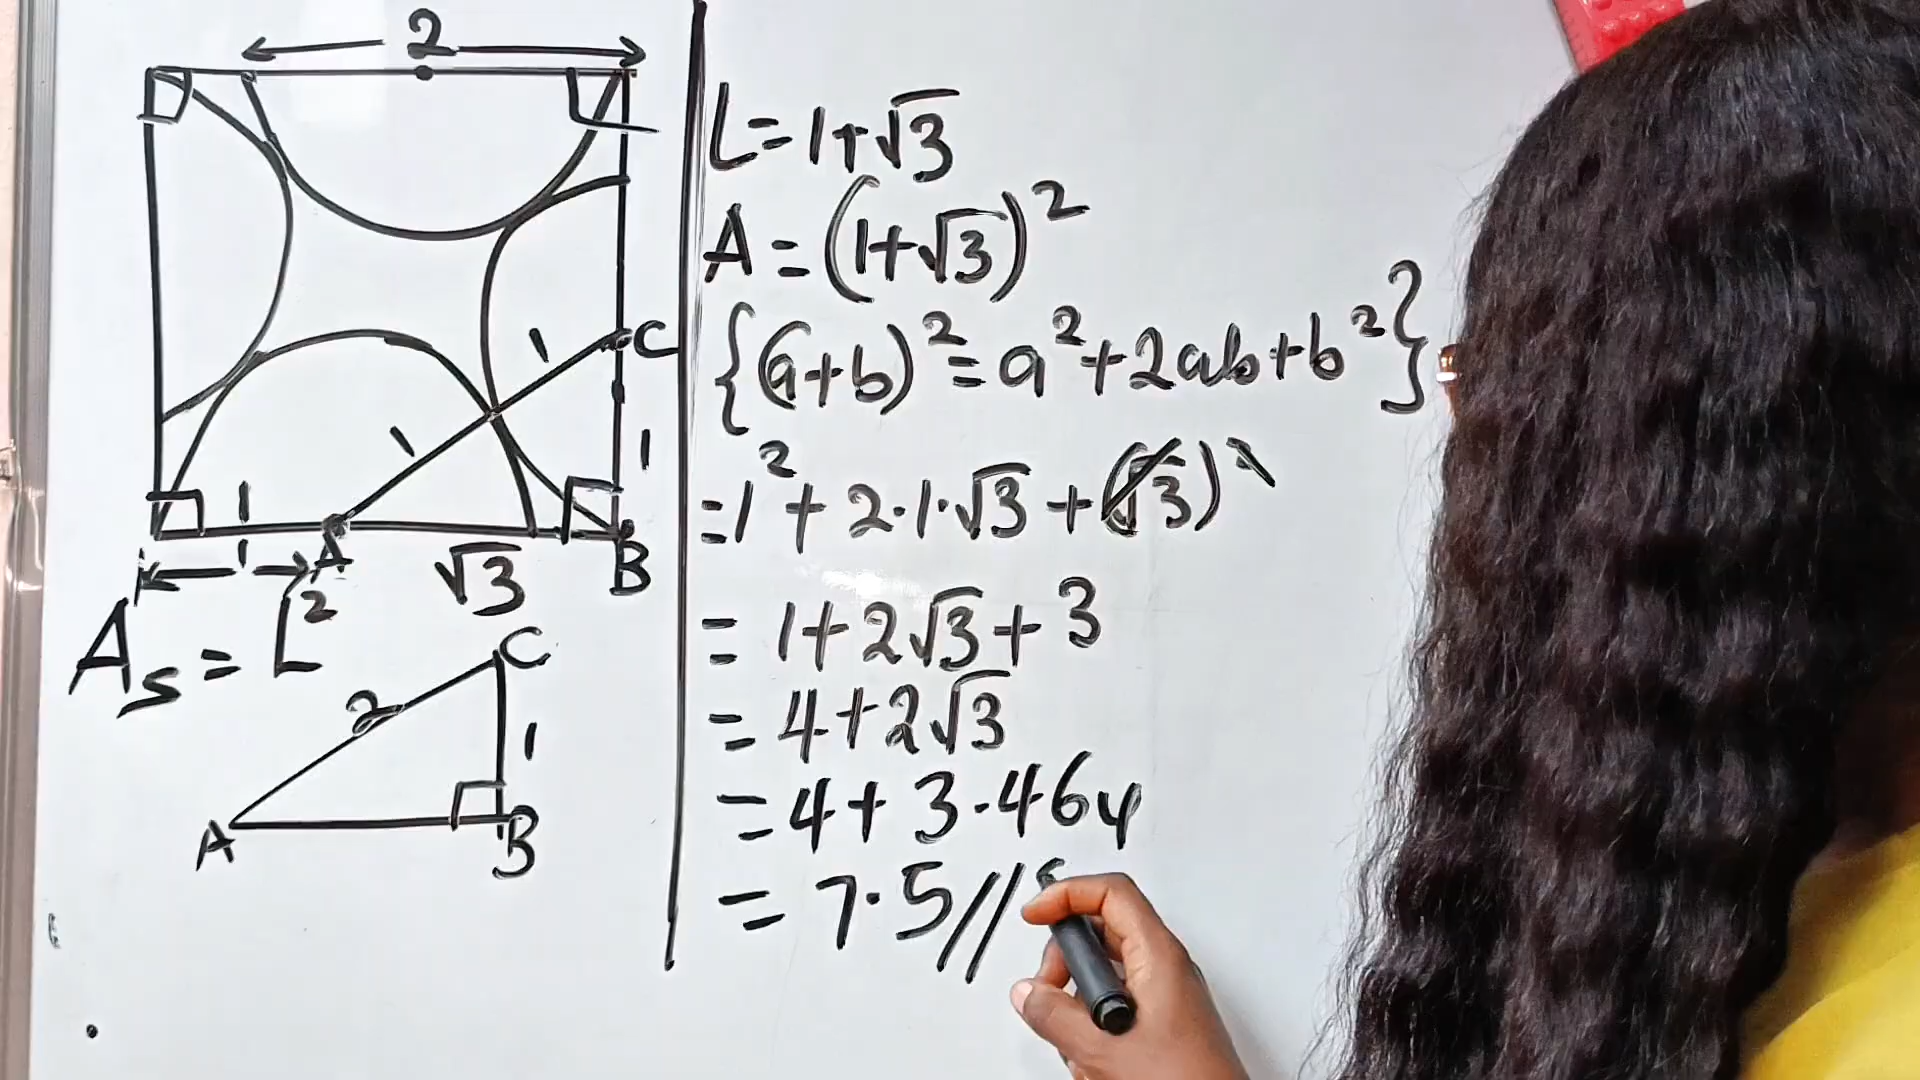 2
1
C
1
1
1
1
A
√3
B
Aₛ = L²
C
2
1
A
B
L = 1+√3
A = (1+√3)²
{(a+b)² = a²+2ab+b²}
= 1² + 2·1·√3 + (√3)²
= 1+2√3+3
= 4+2√3
= 4+3.464
= 7.5//